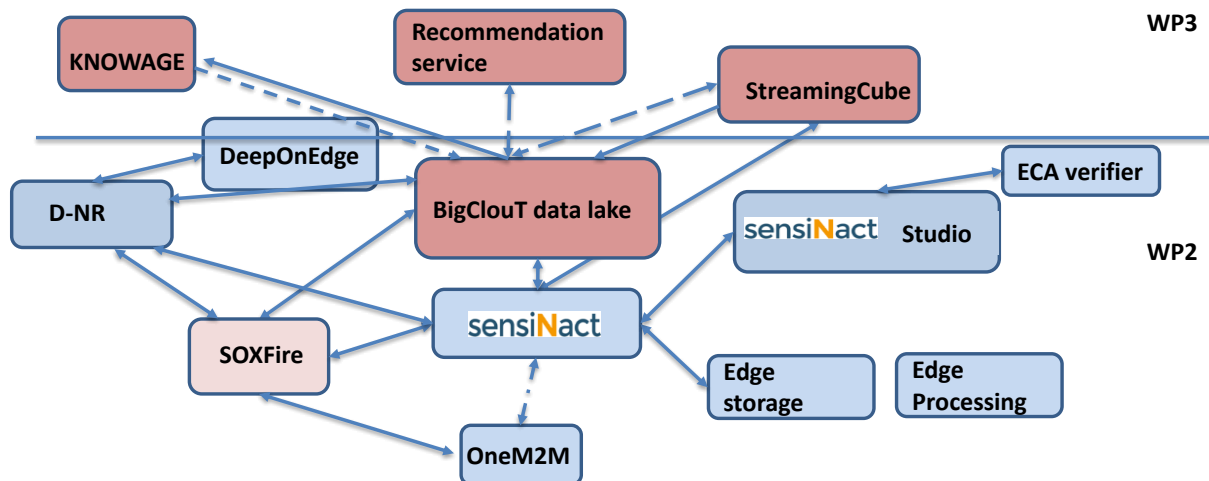 WP3
Recommendation
service
KNOWAGE
StreamingCube
DeepOnEdge
ECA verifier
D-NR
BigClouT data lake
sensiNact Studio
WP2
sensiNact
SOXFire
Edge
storage
Edge
Processing
OneM2M